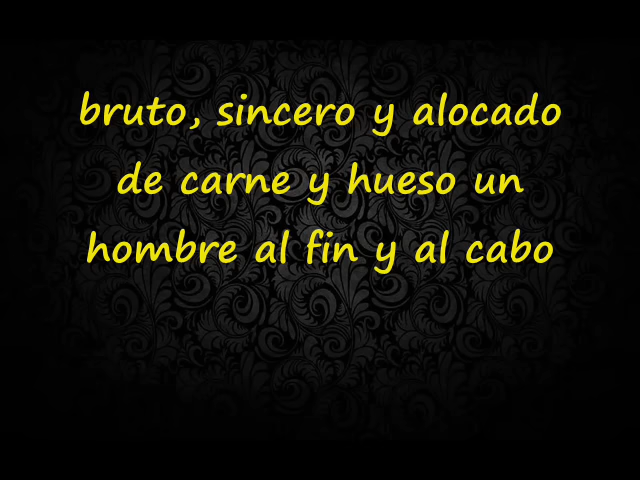 bruto, sincero y alocado
de carne y hueso un
hombre al fin y al cabo